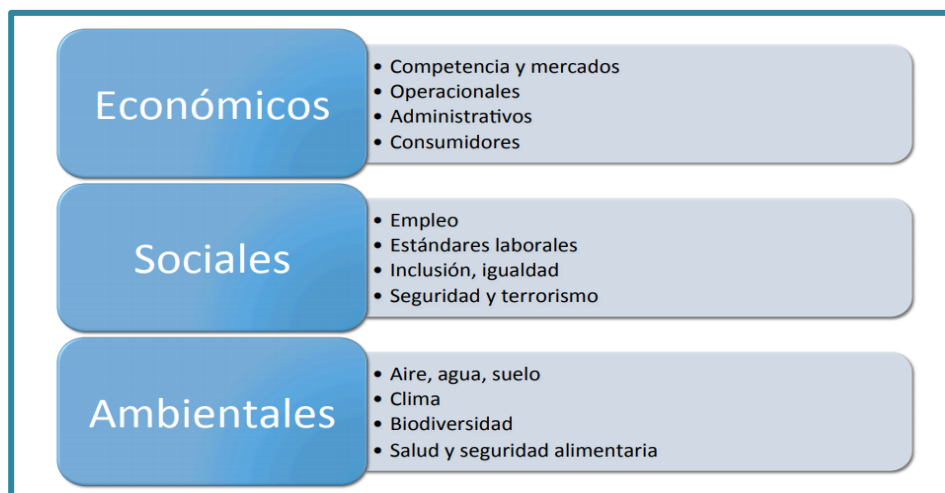 Económicos
• Competencia y mercados
• Operacionales
• Administrativos
• Consumidores
Sociales
• Empleo
• Estándares laborales
• Inclusión, igualdad
• Seguridad y terrorismo
Ambientales
• Aire, agua, suelo
• Clima
• Biodiversidad
• Salud y seguridad alimentaria